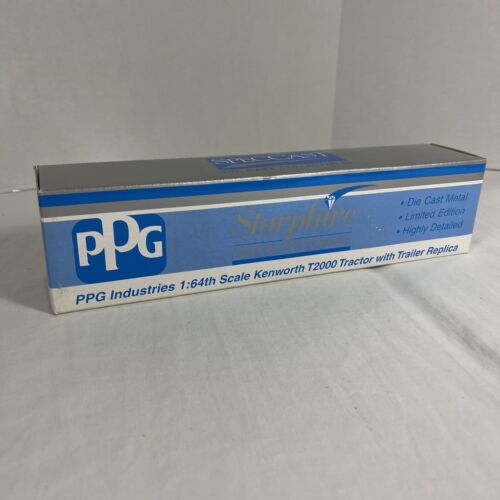 SPECCAST
PPG
Starphire
• Die Cast Metal
• Limited Edition
• Highly Detailed
PPG Industries 1:64th Scale Kenworth T2000 Tractor with Trailer Replica